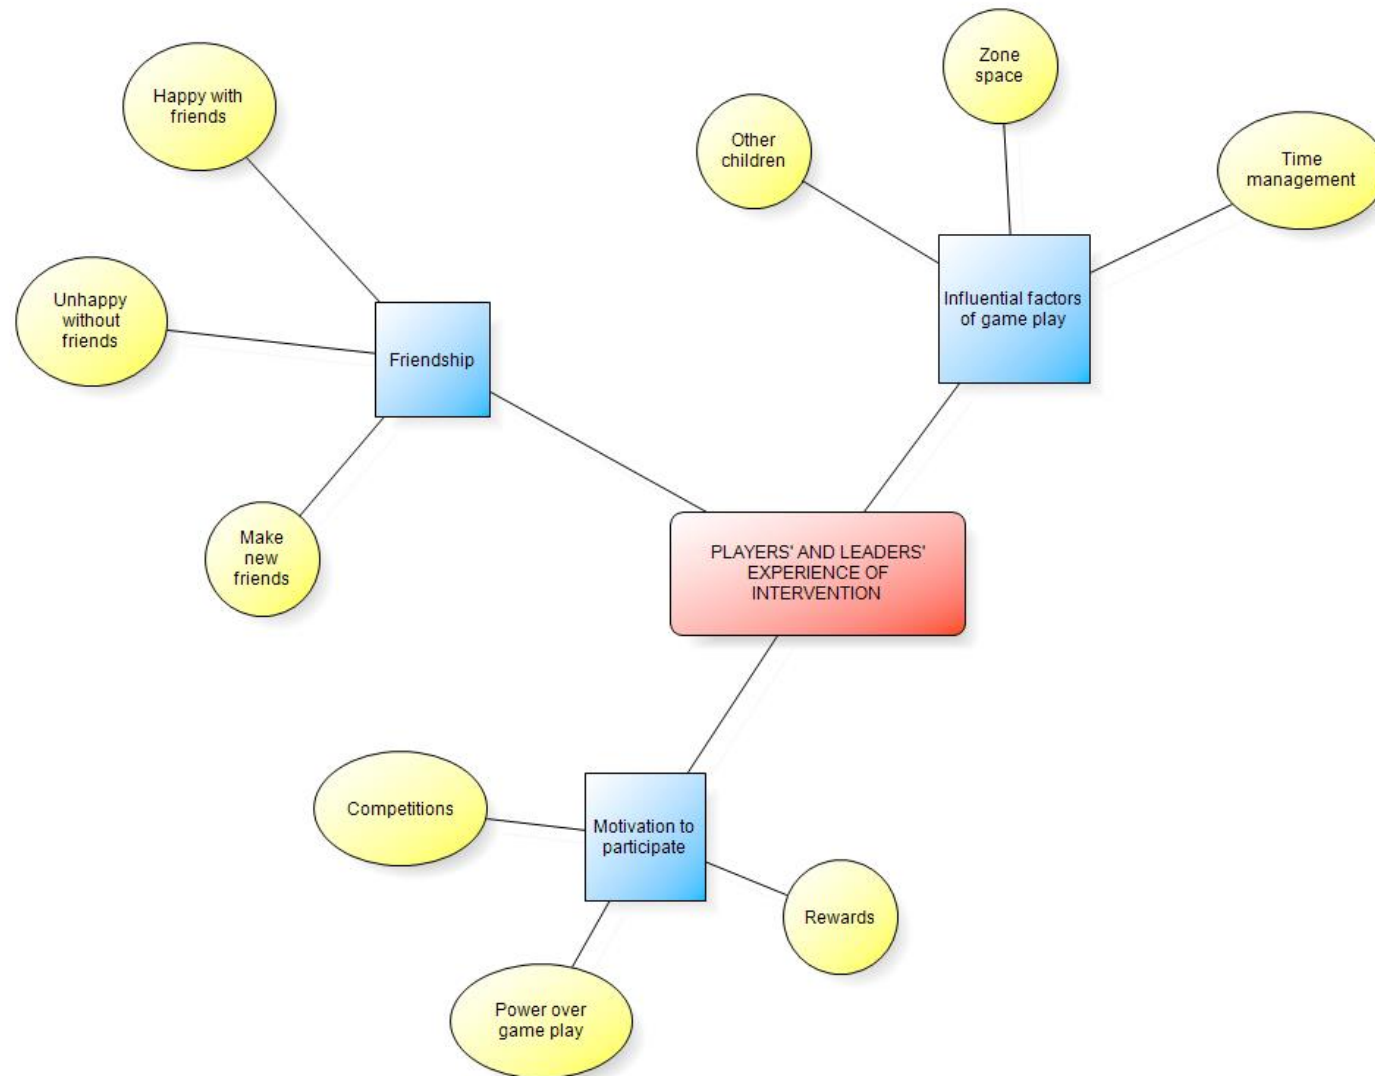 Happy with
friends
Unhappy
without
friends
Friendship
Make
new
friends
Zone
space
Other
children
Time
management
Influential factors
of game play
PLAYERS' AND LEADERS'
EXPERIENCE OF
INTERVENTION
Competitions
Motivation to
participate
Rewards
Power over
game play